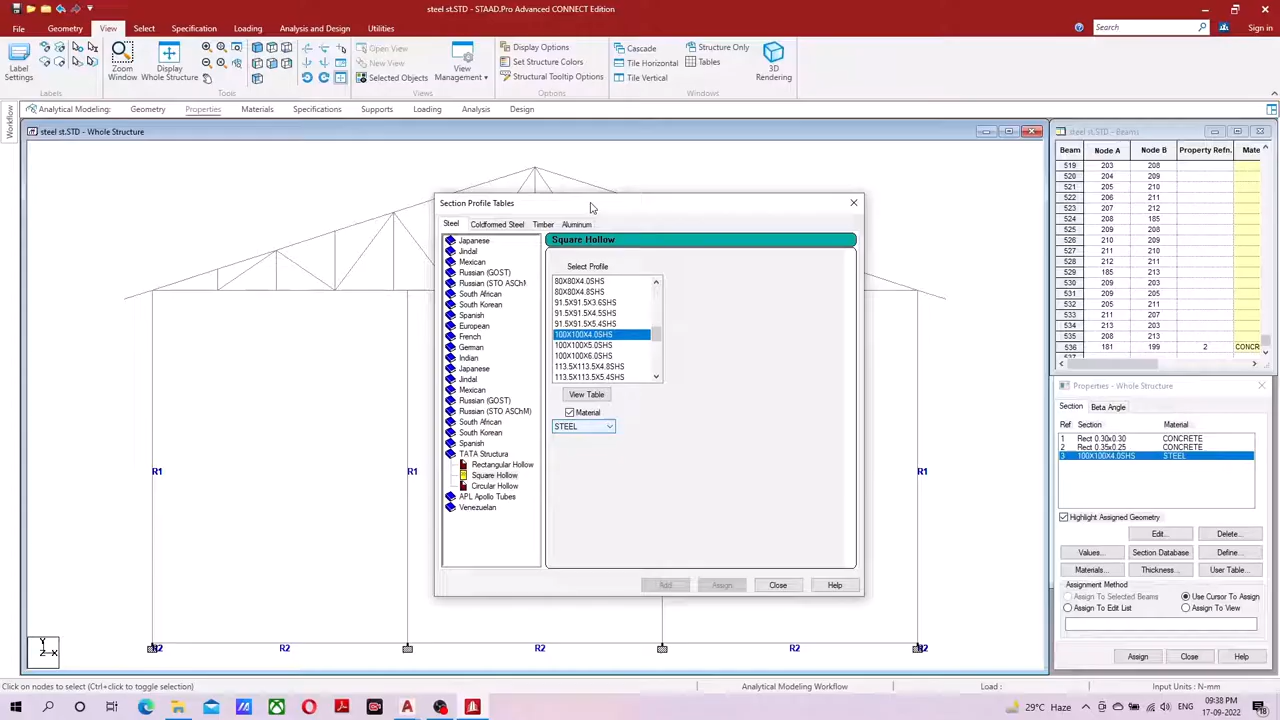 steel st.STD - STAAD.Pro Advanced CONNECT Edition
File Geometry View Select Specification Loading Analysis and Design Utilities
Search
Sign in
Label Settings
Labels
Zoom Window
Display Whole Structure
Tools
Open View
New View
Selected Objects
View Management
Views
Display Options
Set Structure Colors
Structural Tooltip Options
Options
Cascade
Tile Horizontal
Tile Vertical
Structure Only
Tables
Windows
3D Rendering
Workflow
Analytical Modeling: Geometry Properties Materials Specifications Supports Loading Analysis Design
steel st.STD - Whole Structure
R1 R1 R1
R2 R2 R2 R2 R2
Y
Z X
Section Profile Tables
Steel Coldformed Steel Timber Aluminum
Japanese
Jindal
Mexican
Russian (GOST)
Russian (STO ASChM
South African
South Korean
Spanish
European
French
German
Indian
Japanese
Jindal
Mexican
Russian (GOST)
Russian (STO ASChM)
South African
South Korean
Spanish
TATA Structura
Rectangular Hollow
Square Hollow
Circular Hollow
APL Apollo Tubes
Venezuelan
Square Hollow
Select Profile
80X80X4.0SHS
80X80X4.8SHS
91.5X91.5X3.6SHS
91.5X91.5X4.5SHS
91.5X91.5X5.4SHS
100X100X4.0SHS
100X100X5.0SHS
100X100X6.0SHS
113.5X113.5X4.8SHS
113.5X113.5X5.4SHS
View Table
Material
STEEL
Add Assign Close Help
steel st.STD - Beams
Beam Node A Node B Property Refn. Mate
519 203 208
520 204 209
521 205 210
522 206 211
523 207 212
524 208 185
525 209 208
526 210 209
527 211 210
528 212 211
529 185 213
530 213 209
531 209 205
532 205 211
533 211 207
534 213 203
535 208 213
536 181 199 2 CONCR
Properties - Whole Structure
Section Beta Angle
Ref Section Material
1 Rect 0.30x0.30 CONCRETE
2 Rect 0.35x0.25 CONCRETE
3 100X100X4.0SHS STEEL
Highlight Assigned Geometry
Edit... Delete...
Values... Section Database Define...
Materials... Thickness... User Table...
Assignment Method
Assign To Selected Beams Use Cursor To Assign
Assign To Edit List Assign To View
Assign Close Help
Click on nodes to select (Ctrl+click to toggle selection)
Analytical Modeling Workflow
Load :
Input Units : N-mm
29°C Haze
09:38 PM
17-09-2022
18